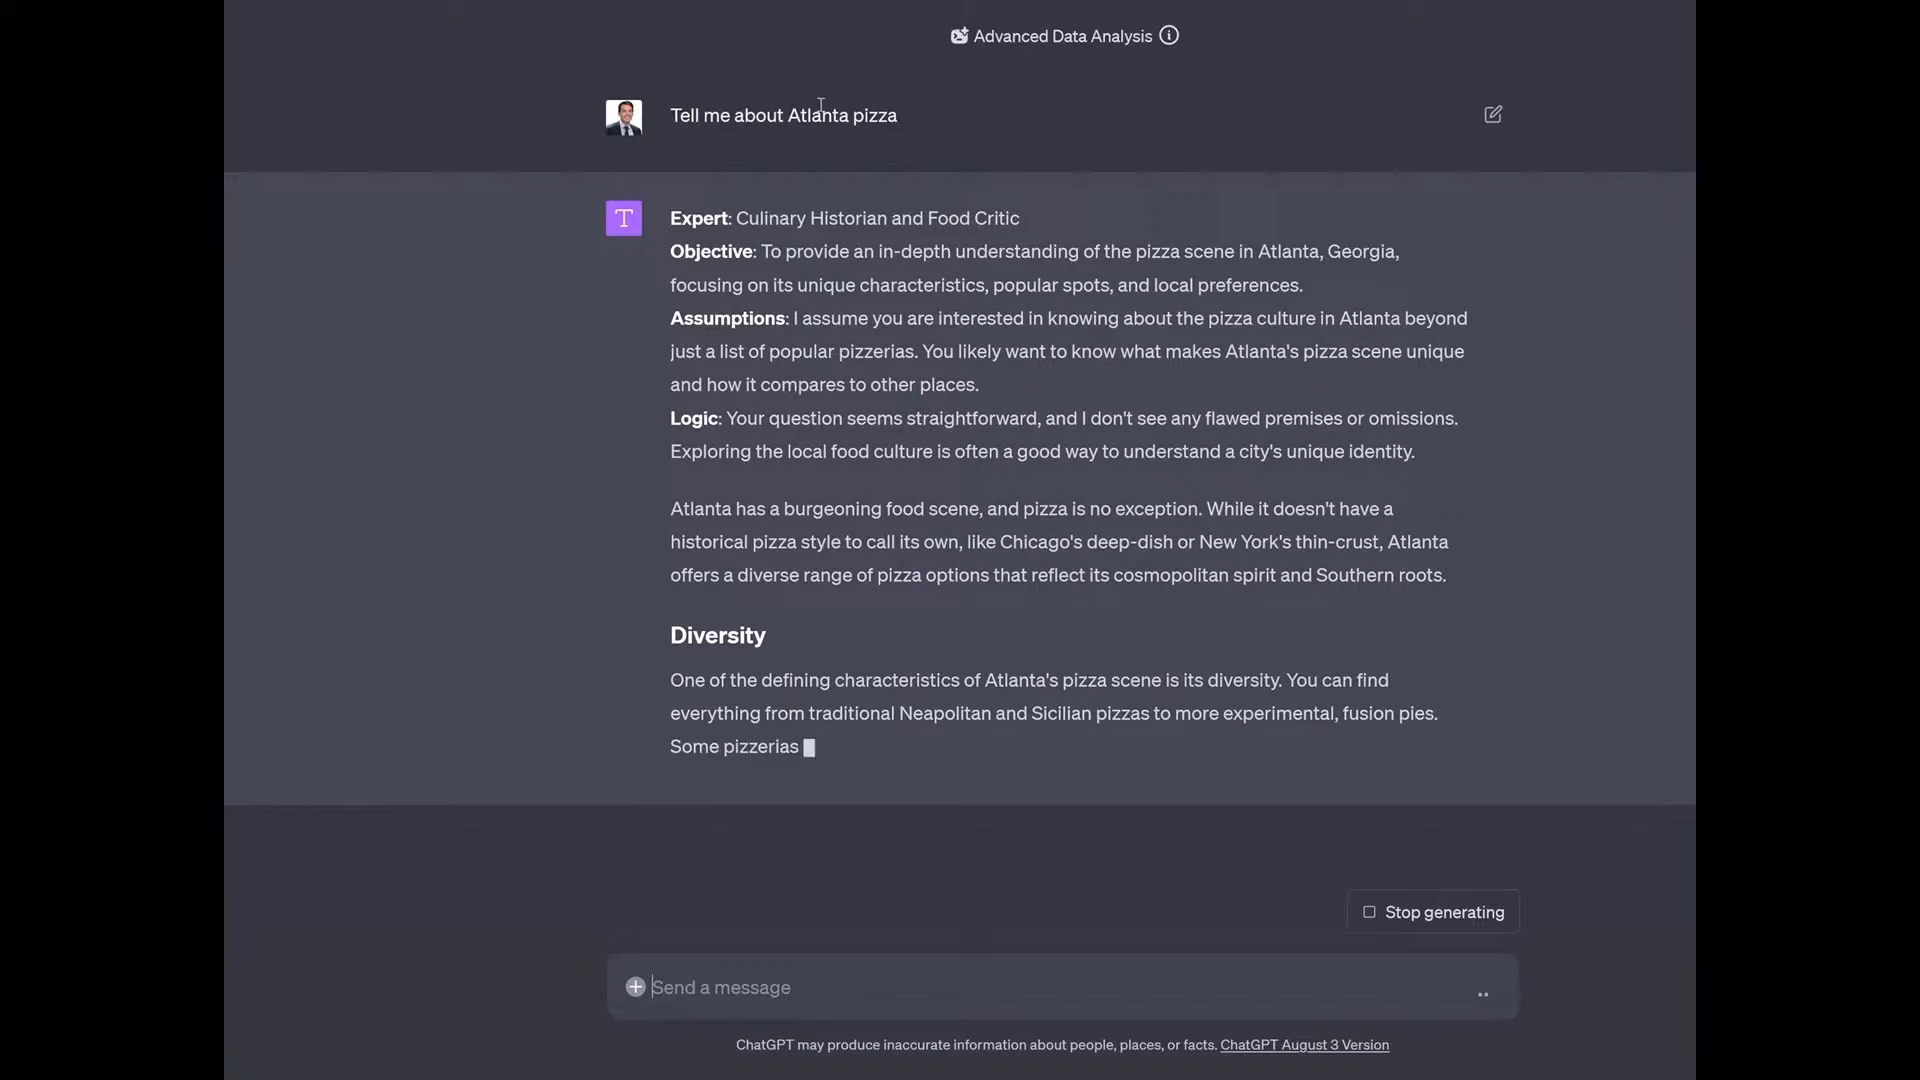 Advanced Data Analysis
Tell me about Atlanta pizza
T
Expert: Culinary Historian and Food Critic
Objective: To provide an in-depth understanding of the pizza scene in Atlanta, Georgia,
focusing on its unique characteristics, popular spots, and local preferences.
Assumptions: I assume you are interested in knowing about the pizza culture in Atlanta beyond
just a list of popular pizzerias. You likely want to know what makes Atlanta's pizza scene unique
and how it compares to other places.
Logic: Your question seems straightforward, and I don't see any flawed premises or omissions.
Exploring the local food culture is often a good way to understand a city's unique identity.
Atlanta has a burgeoning food scene, and pizza is no exception. While it doesn't have a
historical pizza style to call its own, like Chicago's deep-dish or New York's thin-crust, Atlanta
offers a diverse range of pizza options that reflect its cosmopolitan spirit and Southern roots.
Diversity
One of the defining characteristics of Atlanta's pizza scene is its diversity. You can find
everything from traditional Neapolitan and Sicilian pizzas to more experimental, fusion pies.
Some pizzerias
Stop generating
Send a message
ChatGPT may produce inaccurate information about people, places, or facts. ChatGPT August 3 Version